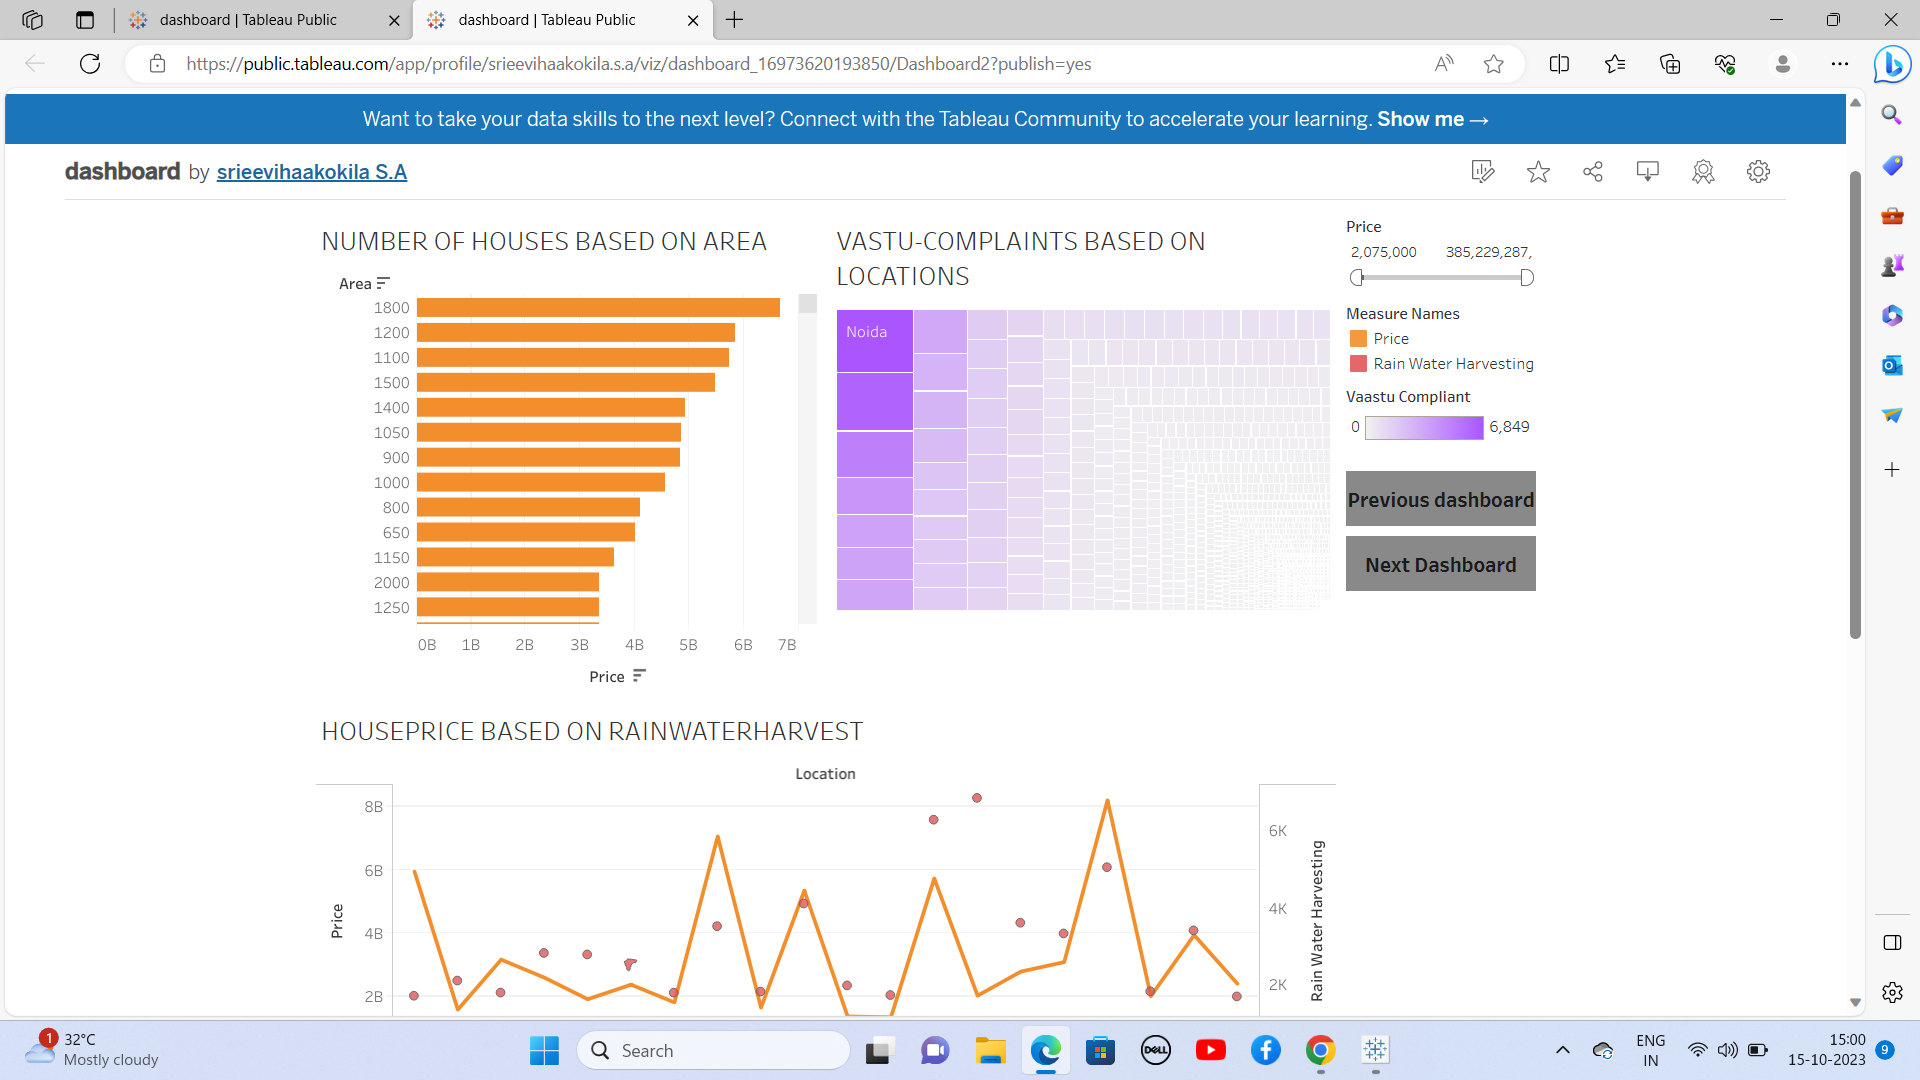 dashboard | Tableau Public
dashboard | Tableau Public
https://public.tableau.com/app/profile/srieevihaakokila.s.a/viz/dashboard_16973620193850/Dashboard2?publish=yes
Want to take your data skills to the next level? Connect with the Tableau Community to accelerate your learning. Show me →
dashboard by srieevihaakokila S.A
NUMBER OF HOUSES BASED ON AREA
Area
1800
1200
1100
1500
1400
1050
900
1000
800
650
1150
2000
1250
0B 1B 2B 3B 4B 5B 6B 7B
Price
VASTU-COMPLAINTS BASED ON
LOCATIONS
Noida
Price
2,075,000 385,229,287,
Measure Names
Price
Rain Water Harvesting
Vaastu Compliant
0 6,849
Previous dashboard
Next Dashboard
HOUSEPRICE BASED ON RAINWATERHARVEST
Location
8B
6B
4B
2B
Price
6K
4K
2K
Rain Water Harvesting
1
32°C
Mostly cloudy
Search
DELL
ENG
IN
15:00
15-10-2023
9